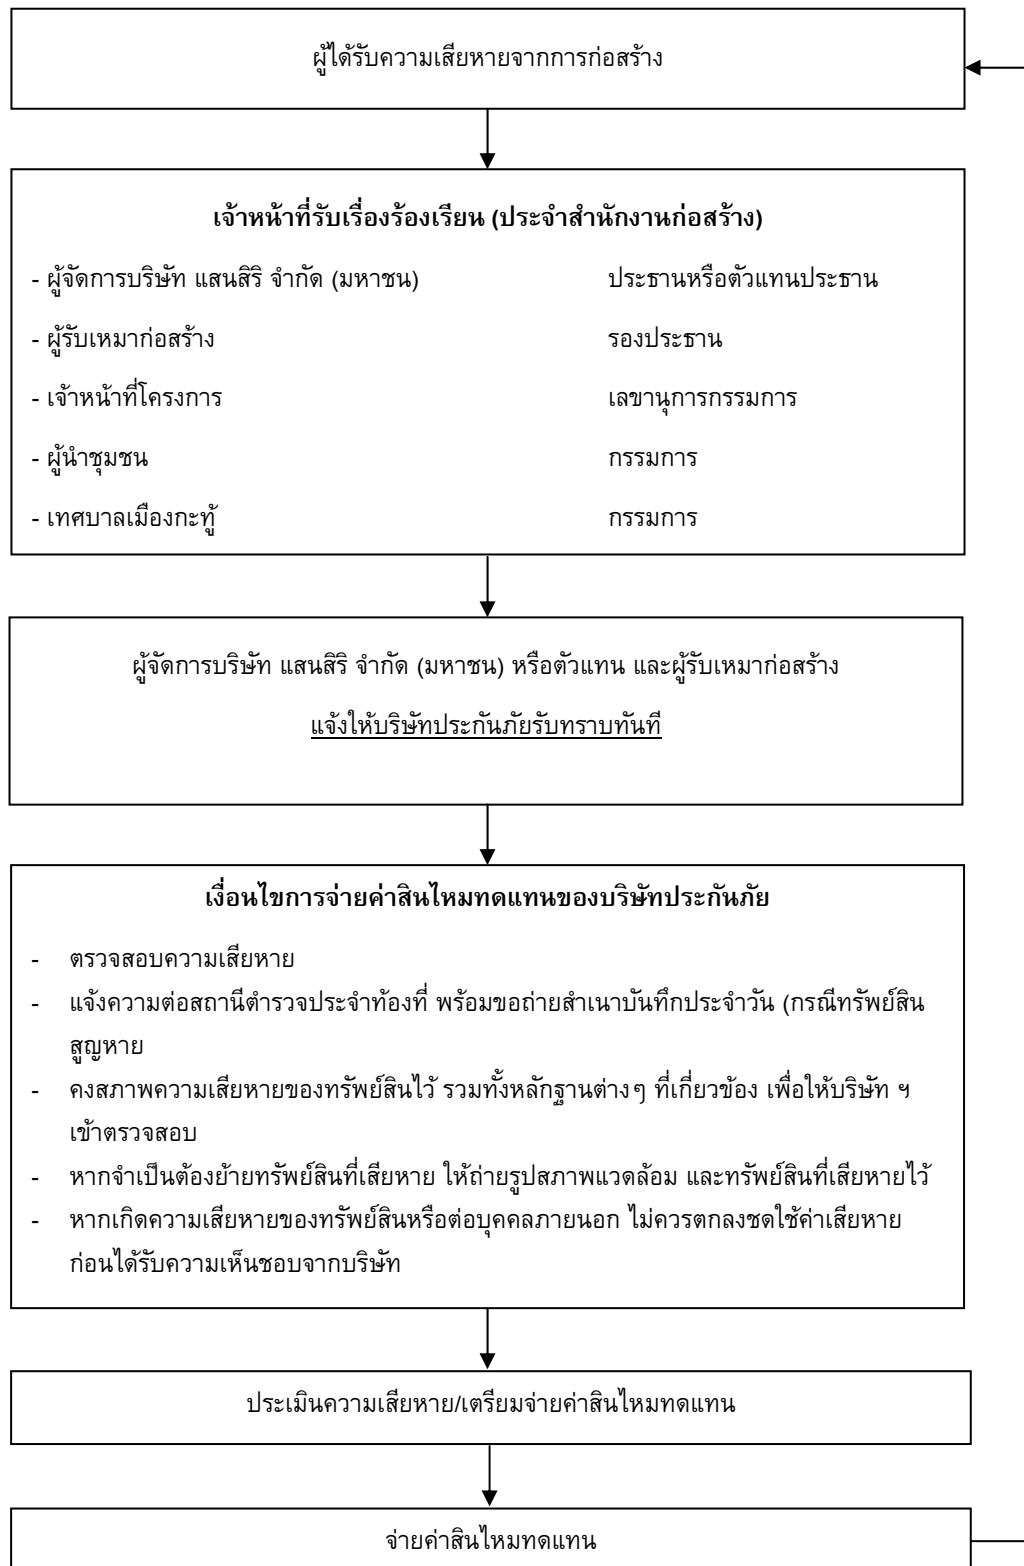 ผู้ได้รับความเสียหายจากการก่อสร้าง
เจ้าหน้าที่รับเรื่องร้องเรียน (ประจำสำนักงานก่อสร้าง)
- ผู้จัดการบริษัท แสนสิริ จำกัด (มหาชน) ประธานหรือตัวแทนประธาน
- ผู้รับเหมาก่อสร้าง รองประธาน
- เจ้าหน้าที่โครงการ เลขานุการกรรมการ
- ผู้นำชุมชน กรรมการ
- เทศบาลเมืองกะทู้ กรรมการ
ผู้จัดการบริษัท แสนสิริ จำกัด (มหาชน) หรือตัวแทน และผู้รับเหมาก่อสร้าง
แจ้งให้บริษัทประกันภัยรับทราบทันที
เงื่อนไขการจ่ายค่าสินไหมทดแทนของบริษัทประกันภัย
- ตรวจสอบความเสียหาย
- แจ้งความต่อสถานีตำรวจประจำท้องที่ พร้อมขอถ่ายสำเนาบันทึกประจำวัน (กรณีทรัพย์สิน
สูญหาย
- คงสภาพความเสียหายของทรัพย์สินไว้ รวมทั้งหลักฐานต่างๆ ที่เกี่ยวข้อง เพื่อให้บริษัท ฯ
เข้าตรวจสอบ
- หากจำเป็นต้องย้ายทรัพย์สินที่เสียหาย ให้ถ่ายรูปสภาพแวดล้อม และทรัพย์สินที่เสียหายไว้
- หากเกิดความเสียหายของทรัพย์สินหรือต่อบุคคลภายนอก ไม่ควรตกลงชดใช้ค่าเสียหาย
ก่อนได้รับความเห็นชอบจากบริษัท
ประเมินความเสียหาย/เตรียมจ่ายค่าสินไหมทดแทน
จ่ายค่าสินไหมทดแทน